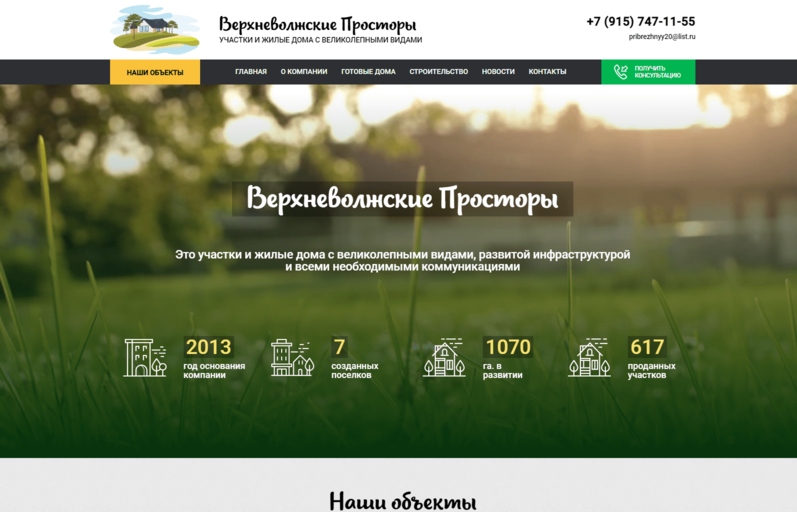 Верхневолжские Просторы
УЧАСТКИ И ЖИЛЫЕ ДОМА С ВЕЛИКОЛЕПНЫМИ ВИДАМИ
+7 (915) 747-11-55
pribrezhnyy20@list.ru
НАШИ ОБЪЕКТЫ
ГЛАВНАЯ
О КОМПАНИИ
ГОТОВЫЕ ДОМА
СТРОИТЕЛЬСТВО
НОВОСТИ
КОНТАКТЫ
ПОЛУЧИТЬ
КОНСУЛЬТАЦИЮ
Верхневолжские Просторы
Это участки и жилые дома с великолепными видами, развитой инфраструктурой
и всеми необходимыми коммуникациями
2013
год основания
компании
7
созданных
поселков
1070
га. в
развитии
617
проданных
участков
Наши объекты